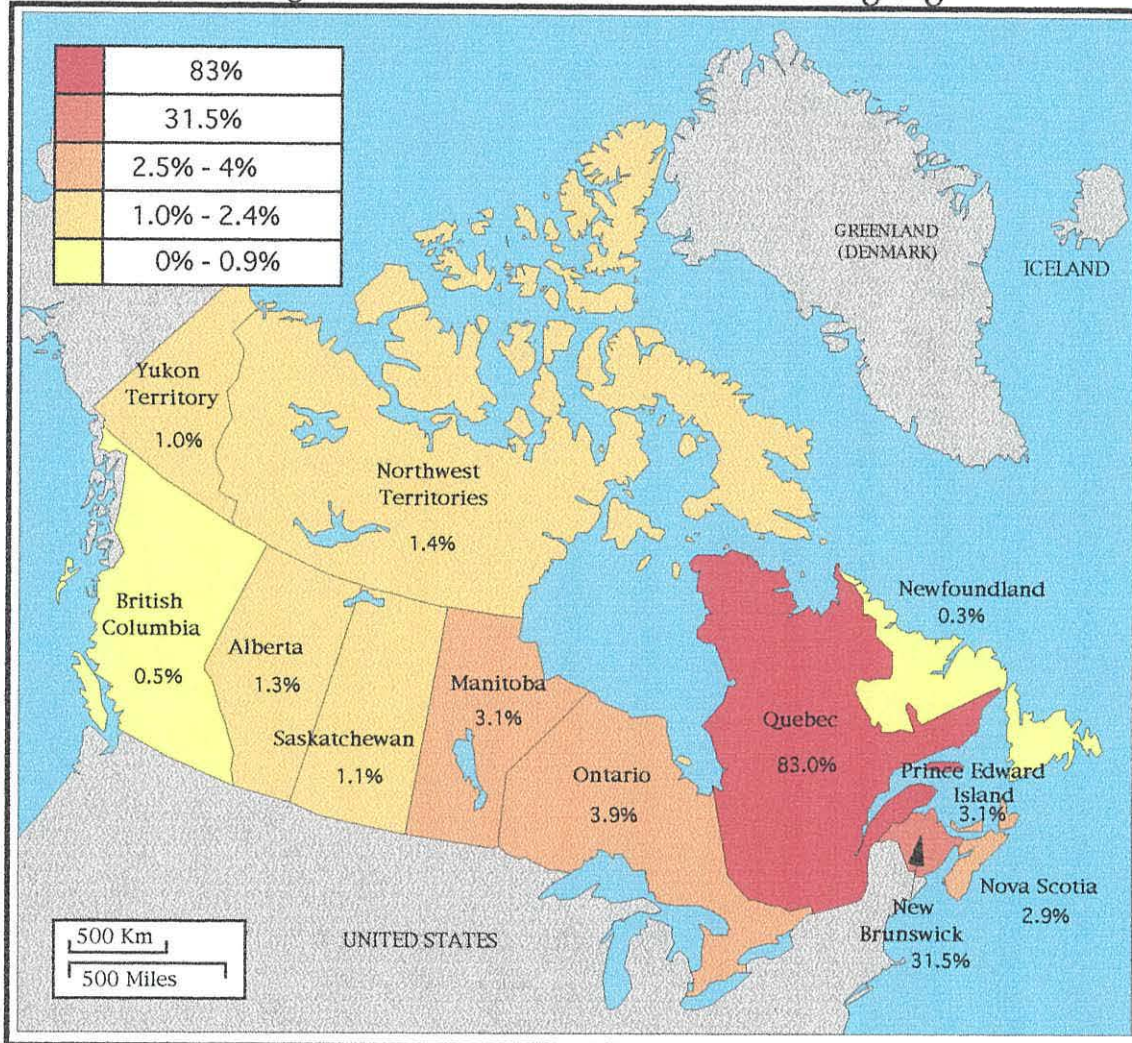 83%
31.5%
2.5% - 4%
1.0% - 2.4%
0% - 0.9%
GREENLAND
(DENMARK)
ICELAND
Yukon
Territory
1.0%
Northwest
Territories
1.4%
British
Columbia
0.5%
Alberta
1.3%
Saskatchewan
1.1%
Manitoba
3.1%
Ontario
3.9%
Quebec
83.0%
Newfoundland
0.3%
Prince Edward
Island
3.1%
Nova Scotia
2.9%
New
Brunswick
31.5%
UNITED STATES
500 Km
500 Miles